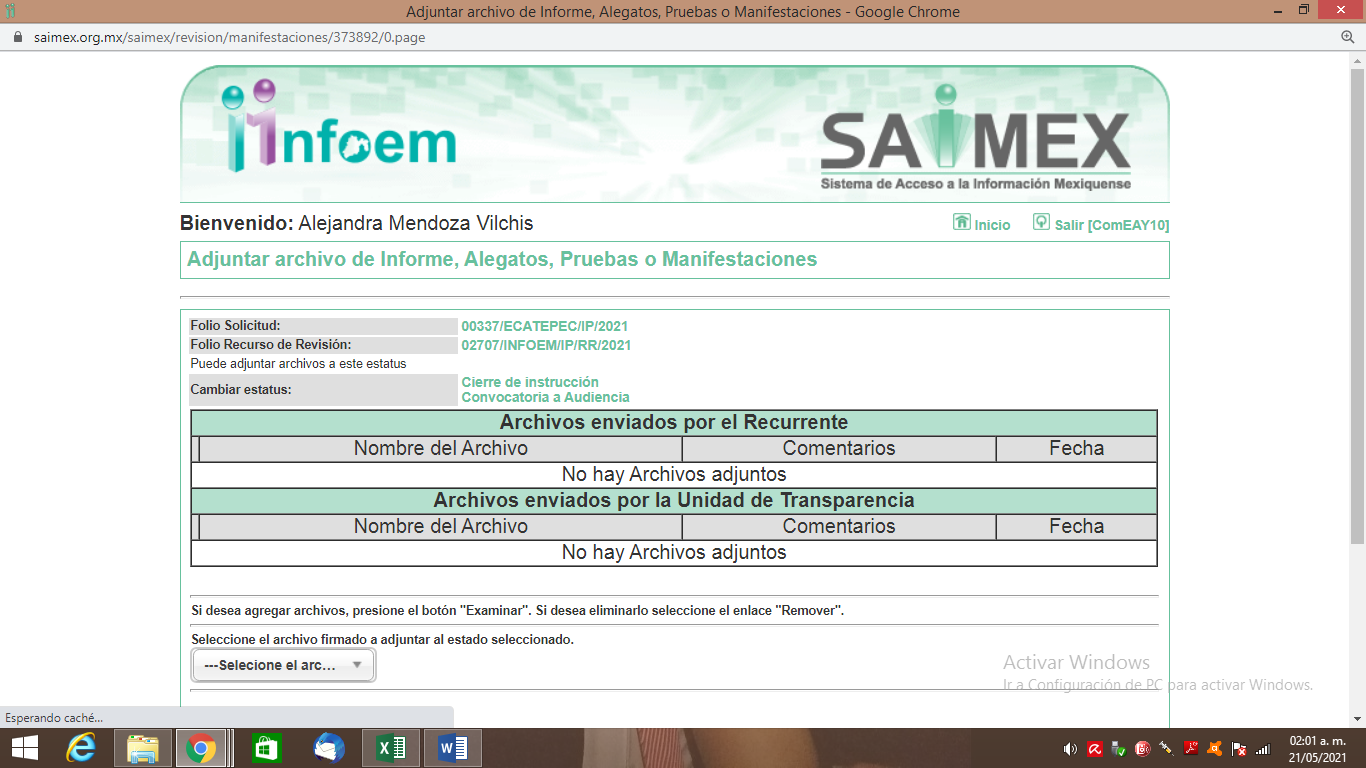 Adjuntar archivo de Informe, Alegatos, Pruebas o Manifestaciones - Google Chrome
saimex.org.mx/saimex/revision/manifestaciones/373892/0.page
infoem
SAIMEX
Sistema de Acceso a la Información Mexiquense
Bienvenido: Alejandra Mendoza Vilchis
Inicio
Salir [ComEAY10]
Adjuntar archivo de Informe, Alegatos, Pruebas o Manifestaciones
Folio Solicitud: 00337/ECATEPEC/IP/2021
Folio Recurso de Revisión: 02707/INFOEM/IP/RR/2021
Puede adjuntar archivos a este estatus
Cambiar estatus: Cierre de instrucción
Convocatoria a Audiencia
Archivos enviados por el Recurrente
Nombre del Archivo Comentarios Fecha
No hay Archivos adjuntos
Archivos enviados por la Unidad de Transparencia
Nombre del Archivo Comentarios Fecha
No hay Archivos adjuntos
Si desea agregar archivos, presione el botón "Examinar". Si desea eliminarlo seleccione el enlace "Remover".
Seleccione el archivo firmado a adjuntar al estado seleccionado.
---Selecione el arc...
Activar Windows
Ir a Configuración de PC para activar Windows.
Esperando caché...
02:01 a. m.
21/05/2021